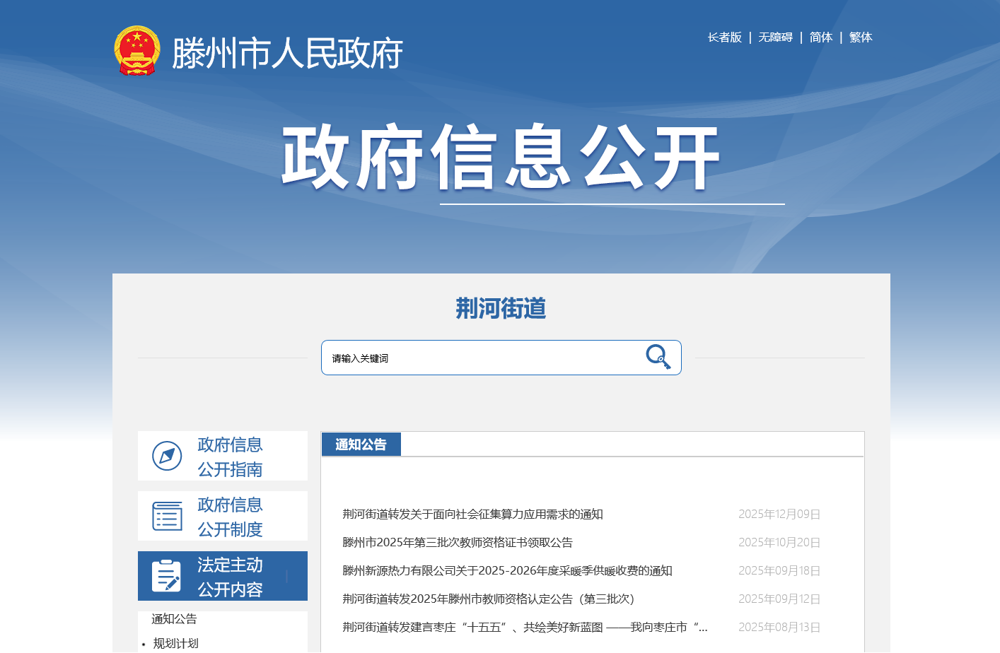 滕州市人民政府
长者版 | 无障碍 | 简体 | 繁体
政府信息公开
荆河街道
请输入关键词
政府信息
公开指南
政府信息
公开制度
法定主动
公开内容
通知公告
• 规划计划
通知公告
荆河街道转发关于面向社会征集算力应用需求的通知 2025年12月09日
滕州市2025年第三批次教师资格证书领取公告 2025年10月20日
滕州新源热力有限公司关于2025-2026年度采暖季供暖收费的通知 2025年09月18日
荆河街道转发2025年滕州市教师资格认定公告（第三批次） 2025年09月12日
荆河街道转发建言枣庄“十五五”、共绘美好新蓝图 ——我向枣庄市“... 2025年08月13日